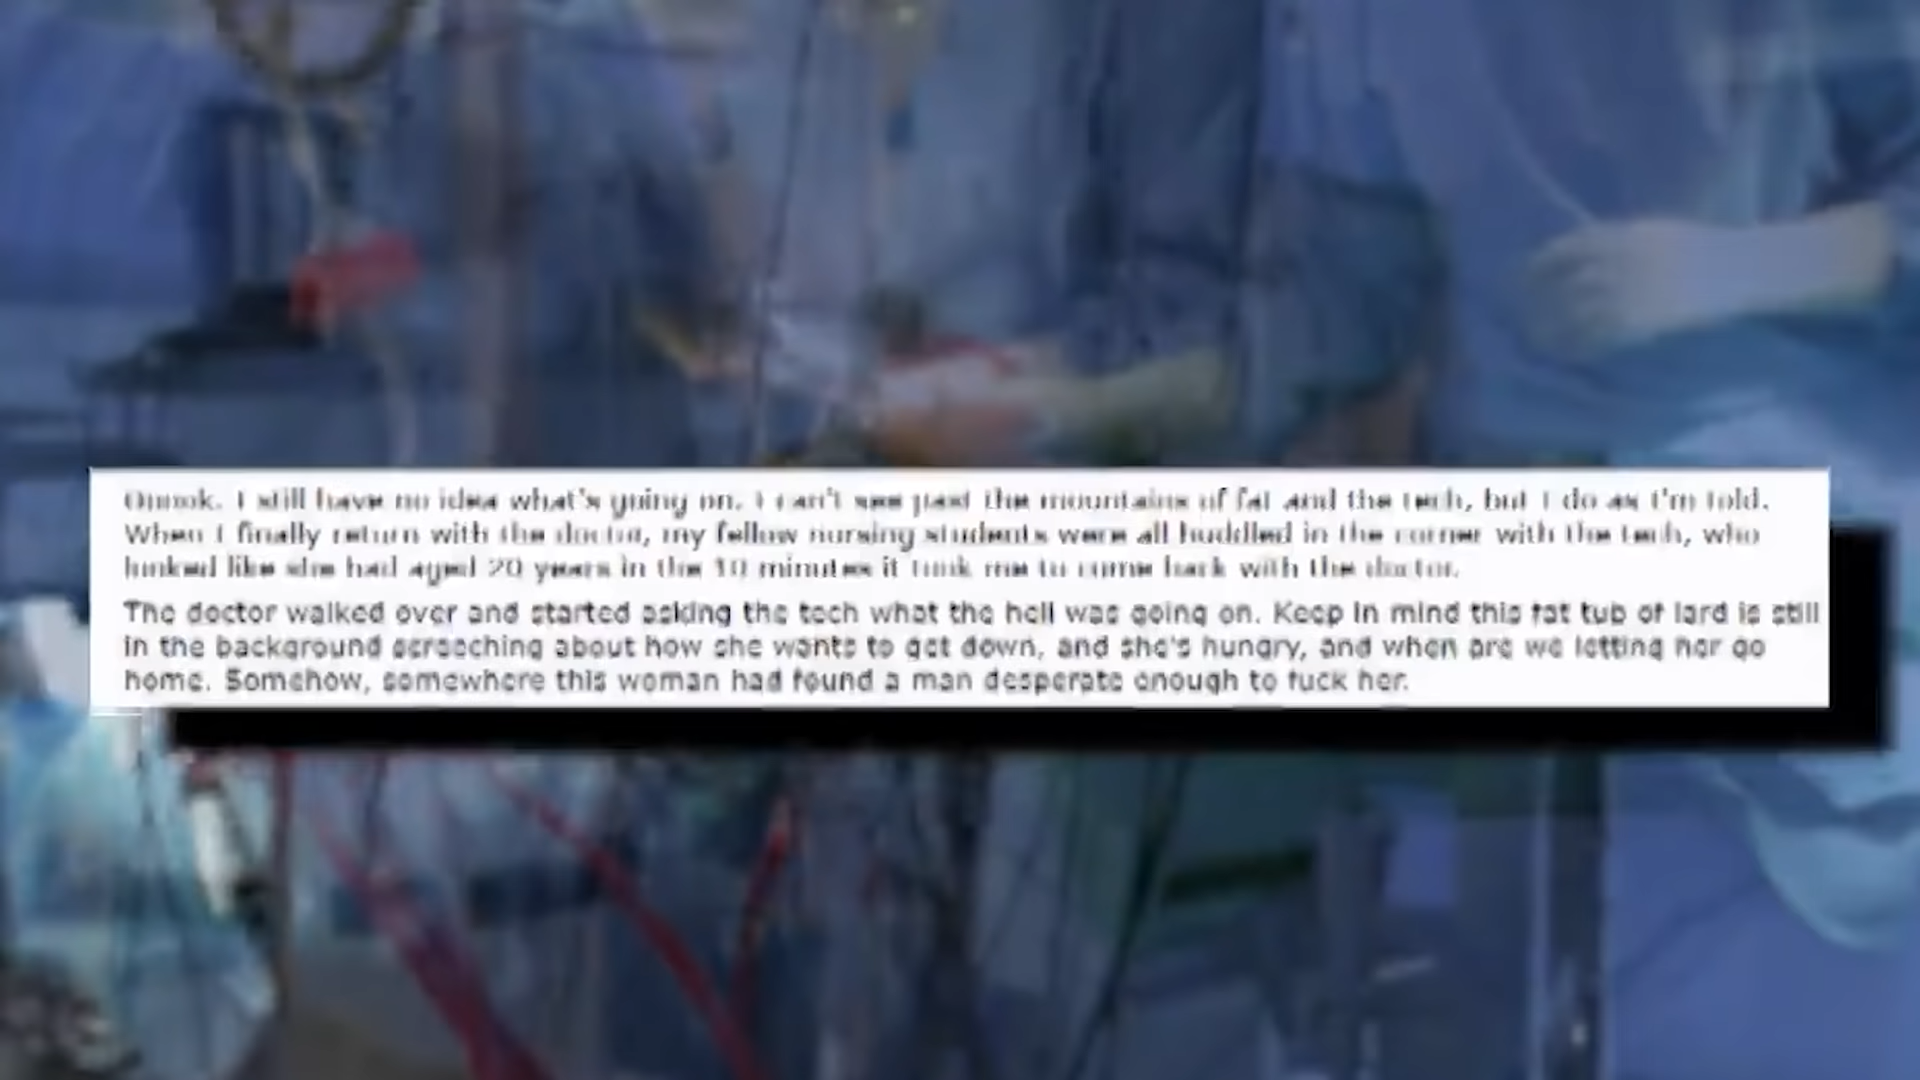 Ooook. I still have no idea what's going on. I can't see past the mountains of fat and the tech, but I do as I'm told.
When I finally return with the doctor, my fellow nursing students were all huddled in the corner with the tech, who
looked like she had aged 20 years in the 10 minutes it took me to come back with the doctor.
The doctor walked over and started asking the tech what the hell was going on. Keep in mind this fat tub of lard is still
in the background screeching about how she wants to get down, and she's hungry, and when are we letting her go
home. Somehow, somewhere this woman had found a man desperate enough to fuck her.